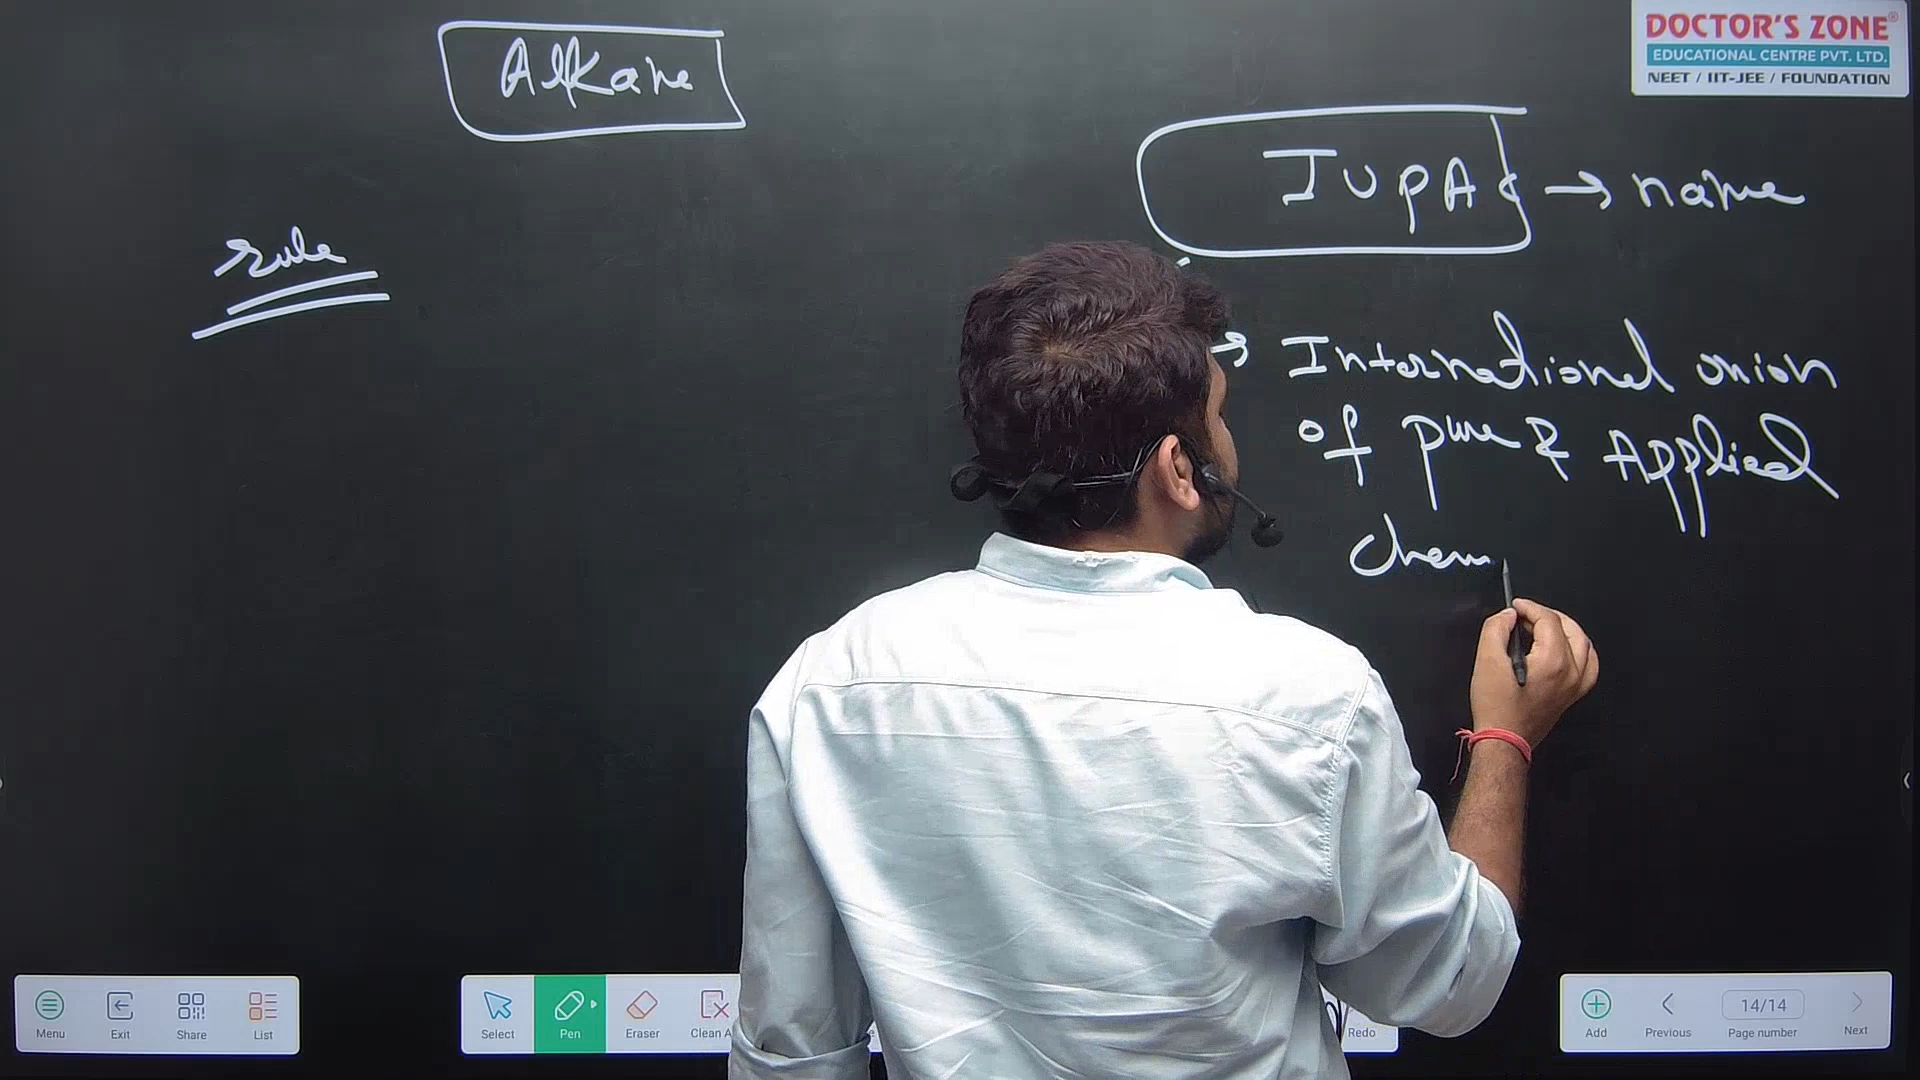 DOCTOR'S ZONE®
EDUCATIONAL CENTRE PVT. LTD.
NEET / IIT-JEE / FOUNDATION
Alkane
IUPAC → name
rule
→ International union
of pure & Applied
chem
Menu
Exit
Share
List
Select
Pen
Eraser
Clean A
Redo
Add
Previous
14/14
Page number
Next